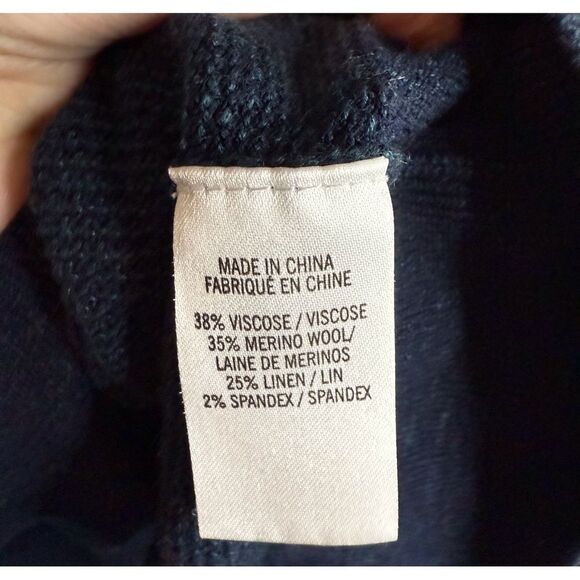 MADE IN CHINA
FABRIQUÉ EN CHINE
38% VISCOSE / VISCOSE
35% MERINO WOOL/
LAINE DE MERINOS
25% LINEN / LIN
2% SPANDEX / SPANDEX